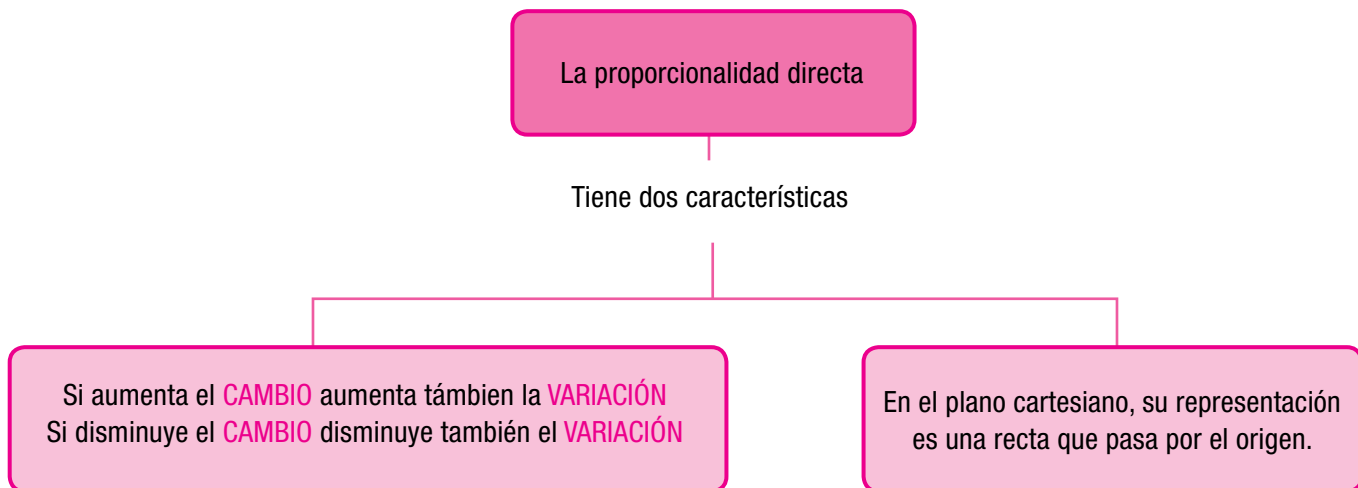 La proporcionalidad directa
Tiene dos característícas
Si aumenta el CAMBIO aumenta támbien la VARIACIÓN
Si disminuye el CAMBIO disminuye también el VARIACIÓN
En el plano cartesiano, su representación
es una recta que pasa por el origen.